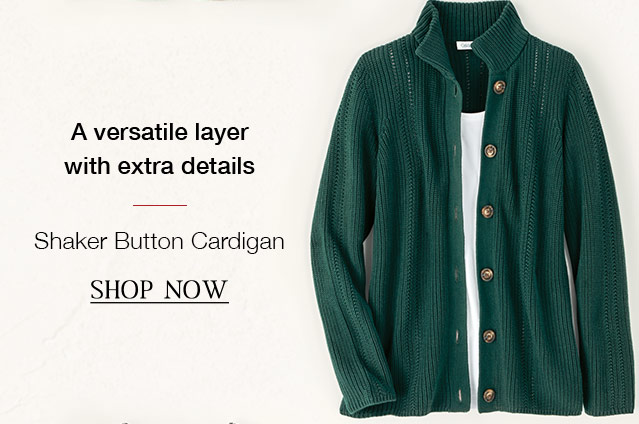 A versatile layer
with extra details
Shaker Button Cardigan
SHOP NOW